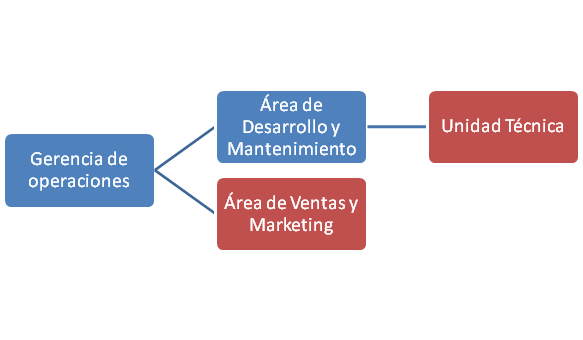 Gerencia de
operaciones
Área de
Desarrollo y
Mantenimiento
Área de Ventas y
Marketing
Unidad Técnica